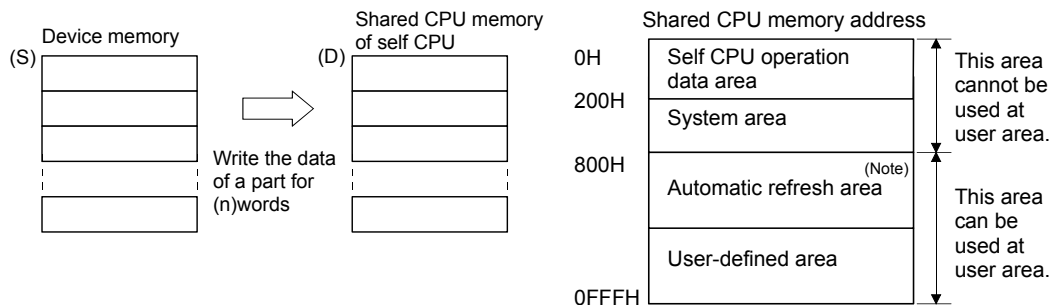 Device memory
(S)
Shared CPU memory
of self CPU
(D)
Write the data
of a part for
(n)words
Shared CPU memory address
0H
Self CPU operation
data area
200H
System area
This area
cannot be
used at
user area.
800H
(Note)
Automatic refresh area
User-defined area
This area
can be
used at
user area.
0FFFH